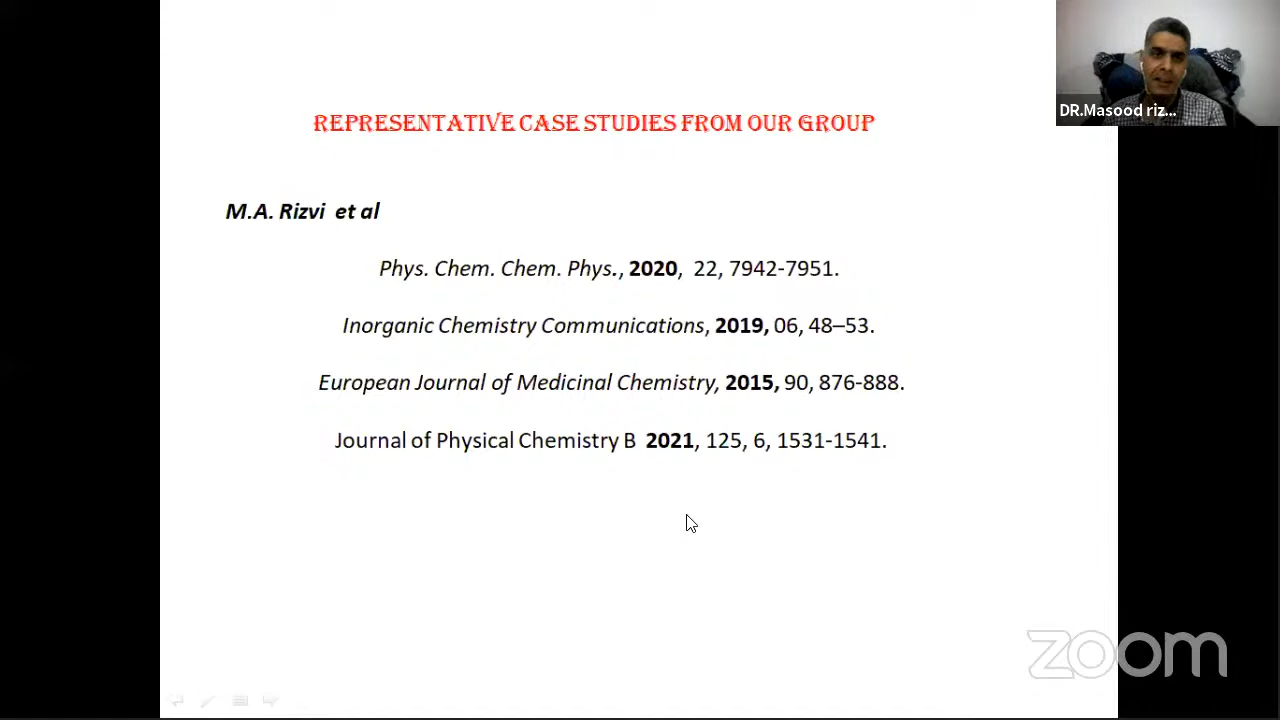 DR.Masood riz...
REPRESENTATIVE CASE STUDIES FROM OUR GROUP
M.A. Rizvi et al
Phys. Chem. Chem. Phys., 2020, 22, 7942-7951.
Inorganic Chemistry Communications, 2019, 06, 48–53.
European Journal of Medicinal Chemistry, 2015, 90, 876-888.
Journal of Physical Chemistry B 2021, 125, 6, 1531-1541.
zoom